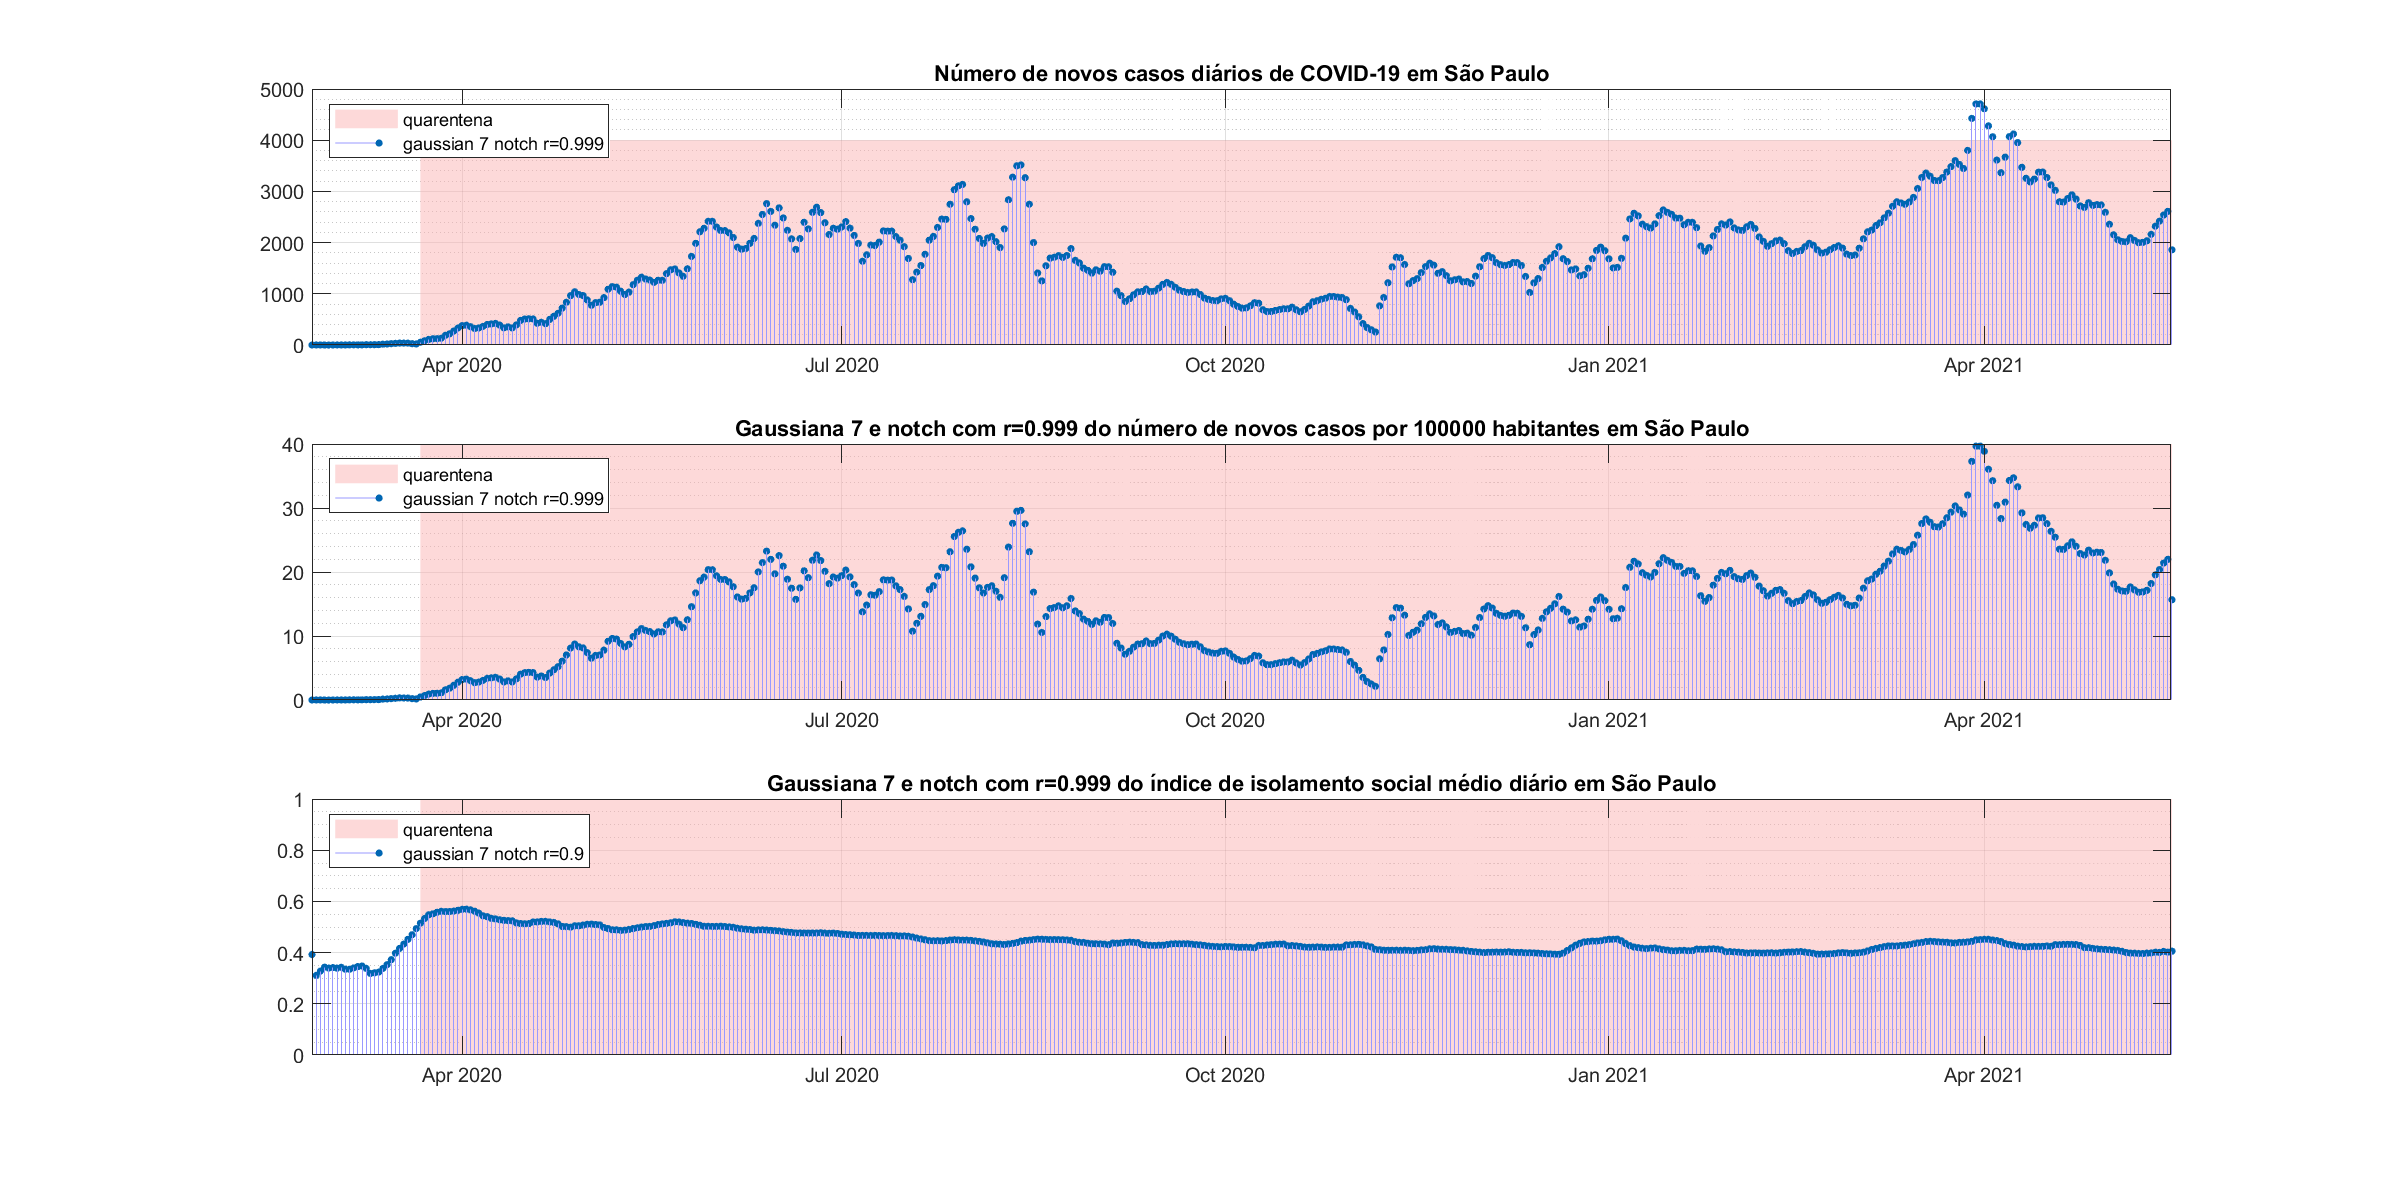 Número de novos casos diários de COVID-19 em São Paulo
5000
4000
3000
2000
1000
0
quarentena
gaussian 7 notch r=0.999
Apr 2020 Jul 2020 Oct 2020 Jan 2021 Apr 2021
Gaussiana 7 e notch com r=0.999 do número de novos casos por 100000 habitantes em São Paulo
40
30
20
10
0
quarentena
gaussian 7 notch r=0.999
Apr 2020 Jul 2020 Oct 2020 Jan 2021 Apr 2021
Gaussiana 7 e notch com r=0.999 do índice de isolamento social médio diário em São Paulo
1
0.8
0.6
0.4
0.2
0
quarentena
gaussian 7 notch r=0.9
Apr 2020 Jul 2020 Oct 2020 Jan 2021 Apr 2021